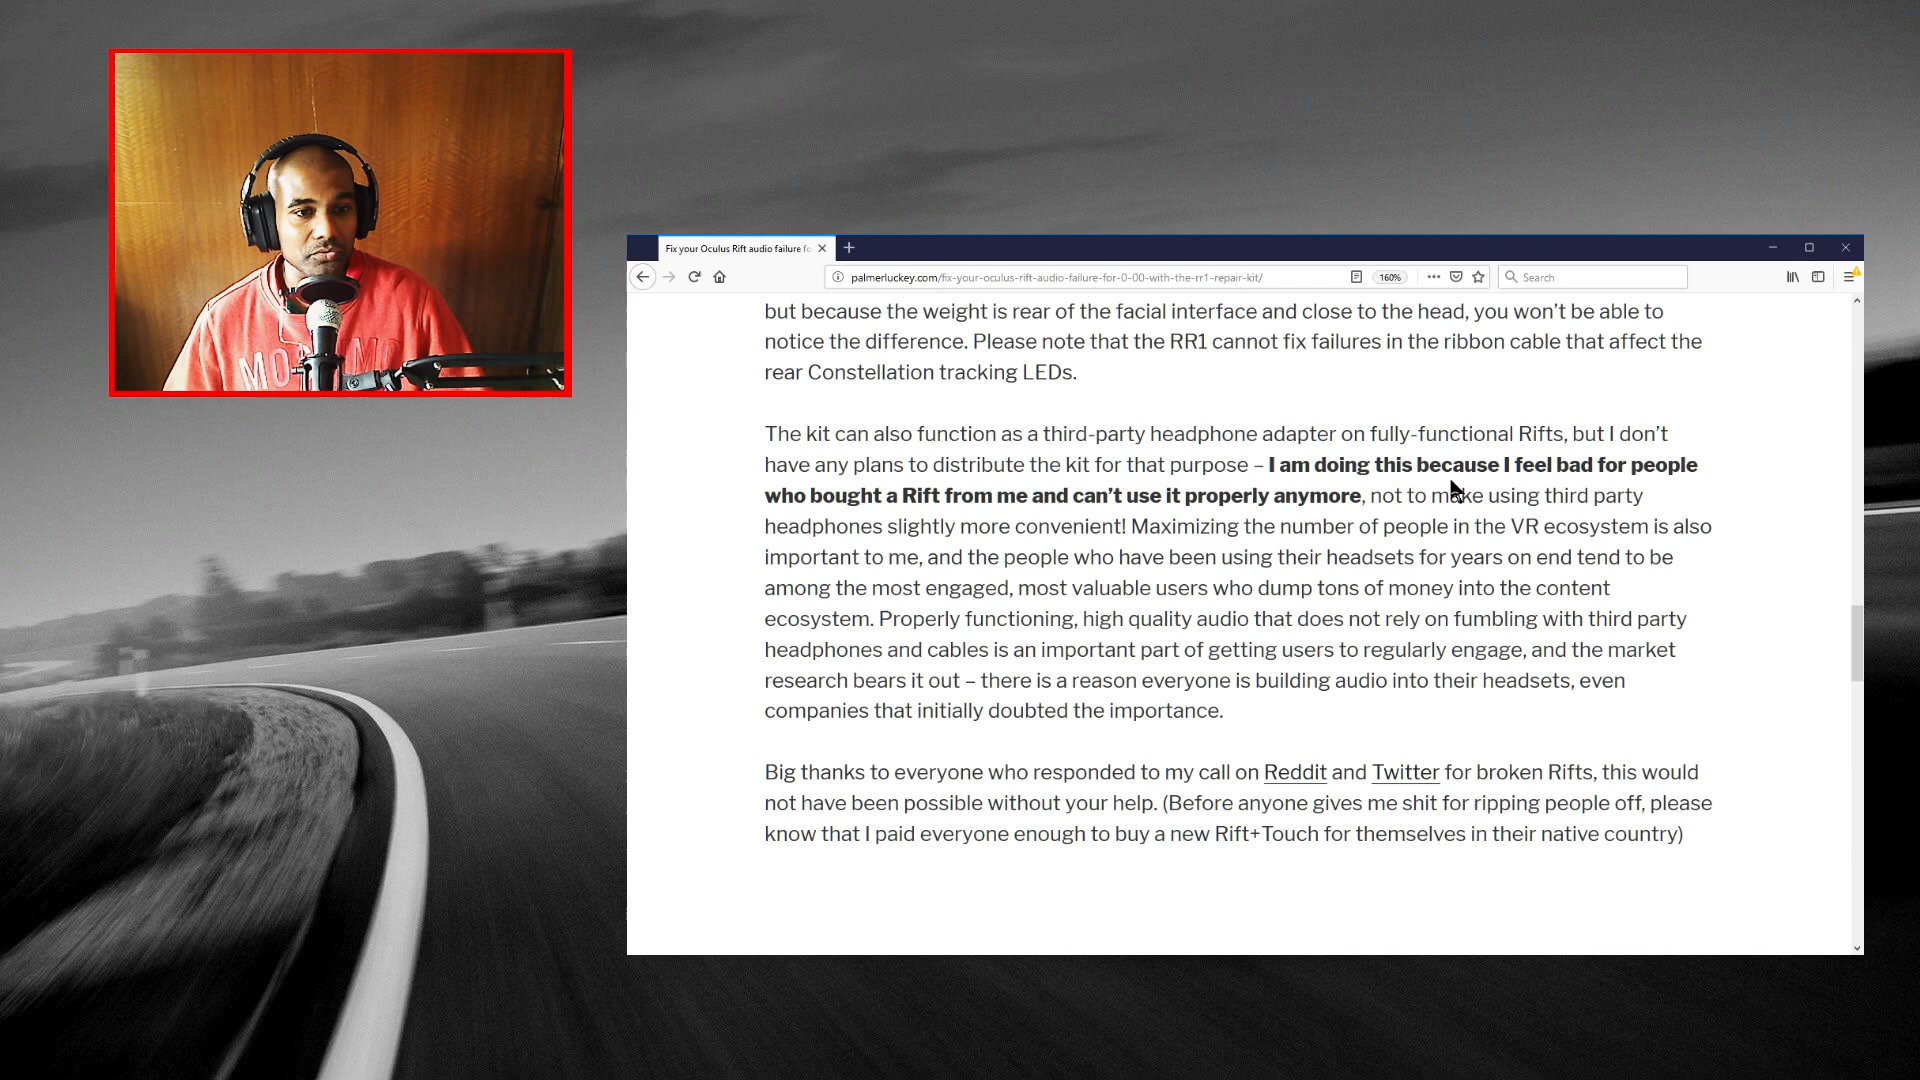 MO MO
Fix your Oculus Rift audio failure fo
palmerluckey.com/fix-your-oculus-rift-audio-failure-for-0-00-with-the-rr1-repair-kit/
160%
Search
but because the weight is rear of the facial interface and close to the head, you won’t be able to
notice the difference. Please note that the RR1 cannot fix failures in the ribbon cable that affect the
rear Constellation tracking LEDs.
The kit can also function as a third-party headphone adapter on fully-functional Rifts, but I don’t
have any plans to distribute the kit for that purpose – I am doing this because I feel bad for people
who bought a Rift from me and can’t use it properly anymore, not to make using third party
headphones slightly more convenient! Maximizing the number of people in the VR ecosystem is also
important to me, and the people who have been using their headsets for years on end tend to be
among the most engaged, most valuable users who dump tons of money into the content
ecosystem. Properly functioning, high quality audio that does not rely on fumbling with third party
headphones and cables is an important part of getting users to regularly engage, and the market
research bears it out – there is a reason everyone is building audio into their headsets, even
companies that initially doubted the importance.
Big thanks to everyone who responded to my call on Reddit and Twitter for broken Rifts, this would
not have been possible without your help. (Before anyone gives me shit for ripping people off, please
know that I paid everyone enough to buy a new Rift+Touch for themselves in their native country)